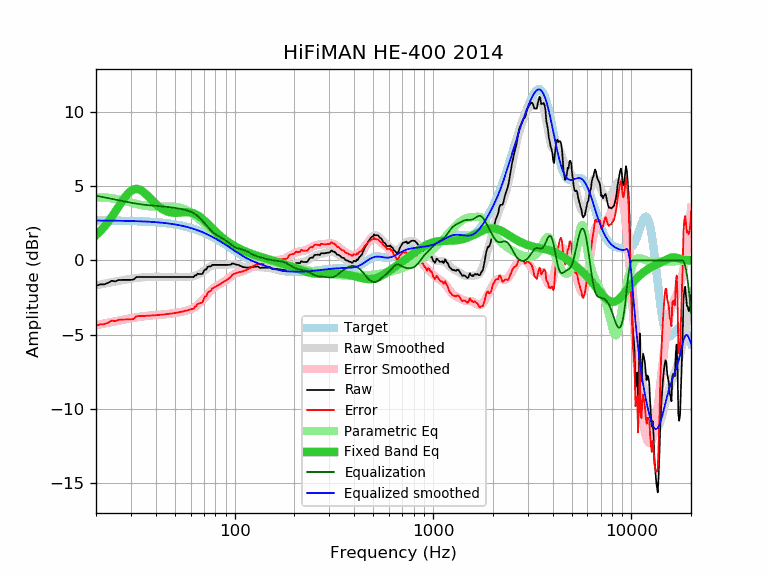 HiFiMAN HE-400 2014
Amplitude (dBr)
10
5
0
−5
−10
−15
Target
Raw Smoothed
Error Smoothed
Raw
Error
Parametric Eq
Fixed Band Eq
Equalization
Equalized smoothed
100
1000
10000
Frequency (Hz)